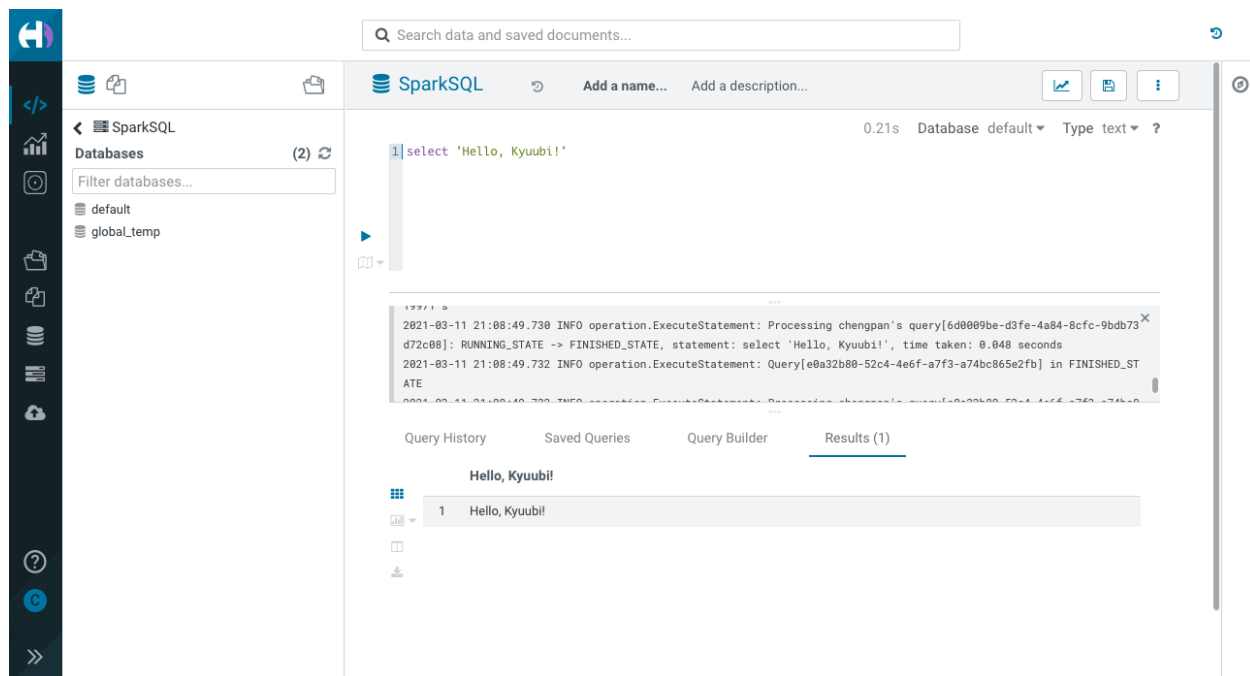 Search data and saved documents...
SparkSQL
Add a name...
Add a description...
SparkSQL
Databases
(2)
Filter databases...
default
global_temp
0.21s Database default Type text ?
1 select 'Hello, Kyuubi!'
19971 s
2021-03-11 21:08:49.730 INFO operation.ExecuteStatement: Processing chengpan's query[6d0009be-d3fe-4a84-8cfc-9bdb73
d72c08]: RUNNING_STATE -> FINISHED_STATE, statement: select 'Hello, Kyuubi!', time taken: 0.048 seconds
2021-03-11 21:08:49.732 INFO operation.ExecuteStatement: Query[e0a32b80-52c4-4e6f-a7f3-a74bc865e2fb] in FINISHED_ST
ATE
Query History
Saved Queries
Query Builder
Results (1)
Hello, Kyuubi!
1 Hello, Kyuubi!
C